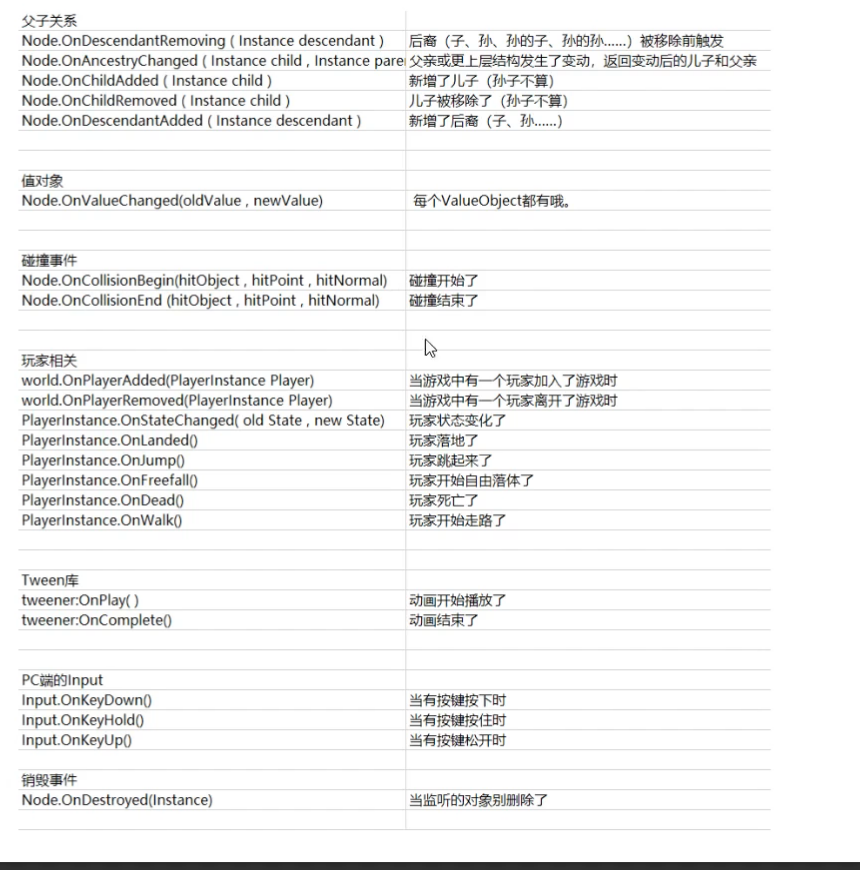 父子关系
Node.OnDescendantRemoving ( Instance descendant ) 后裔（子、孙、孙的子、孙的孙……）被移除前触发
Node.OnAncestryChanged ( Instance child , Instance pare 父亲或更上层结构发生了变动，返回变动后的儿子和父亲
Node.OnChildAdded ( Instance child ) 新增了儿子（孙子不算）
Node.OnChildRemoved ( Instance child ) 儿子被移除了（孙子不算）
Node.OnDescendantAdded ( Instance descendant ) 新增了后裔（子、孙……）
值对象
Node.OnValueChanged(oldValue , newValue) 每个ValueObject都有哦。
碰撞事件
Node.OnCollisionBegin(hitObject , hitPoint , hitNormal) 碰撞开始了
Node.OnCollisionEnd (hitObject , hitPoint , hitNormal) 碰撞结束了
玩家相关
world.OnPlayerAdded(PlayerInstance Player) 当游戏中有一个玩家加入了游戏时
world.OnPlayerRemoved(PlayerInstance Player) 当游戏中有一个玩家离开了游戏时
PlayerInstance.OnStateChanged( old State , new State) 玩家状态变化了
PlayerInstance.OnLanded() 玩家落地了
PlayerInstance.OnJump() 玩家跳起来了
PlayerInstance.OnFreefall() 玩家开始自由落体了
PlayerInstance.OnDead() 玩家死亡了
PlayerInstance.OnWalk() 玩家开始走路了
Tween库
tweener:OnPlay( ) 动画开始播放了
tweener:OnComplete() 动画结束了
PC端的Input
Input.OnKeyDown() 当有按键按下时
Input.OnKeyHold() 当有按键按住时
Input.OnKeyUp() 当有按键松开时
销毁事件
Node.OnDestroyed(Instance) 当监听的对象别删除了